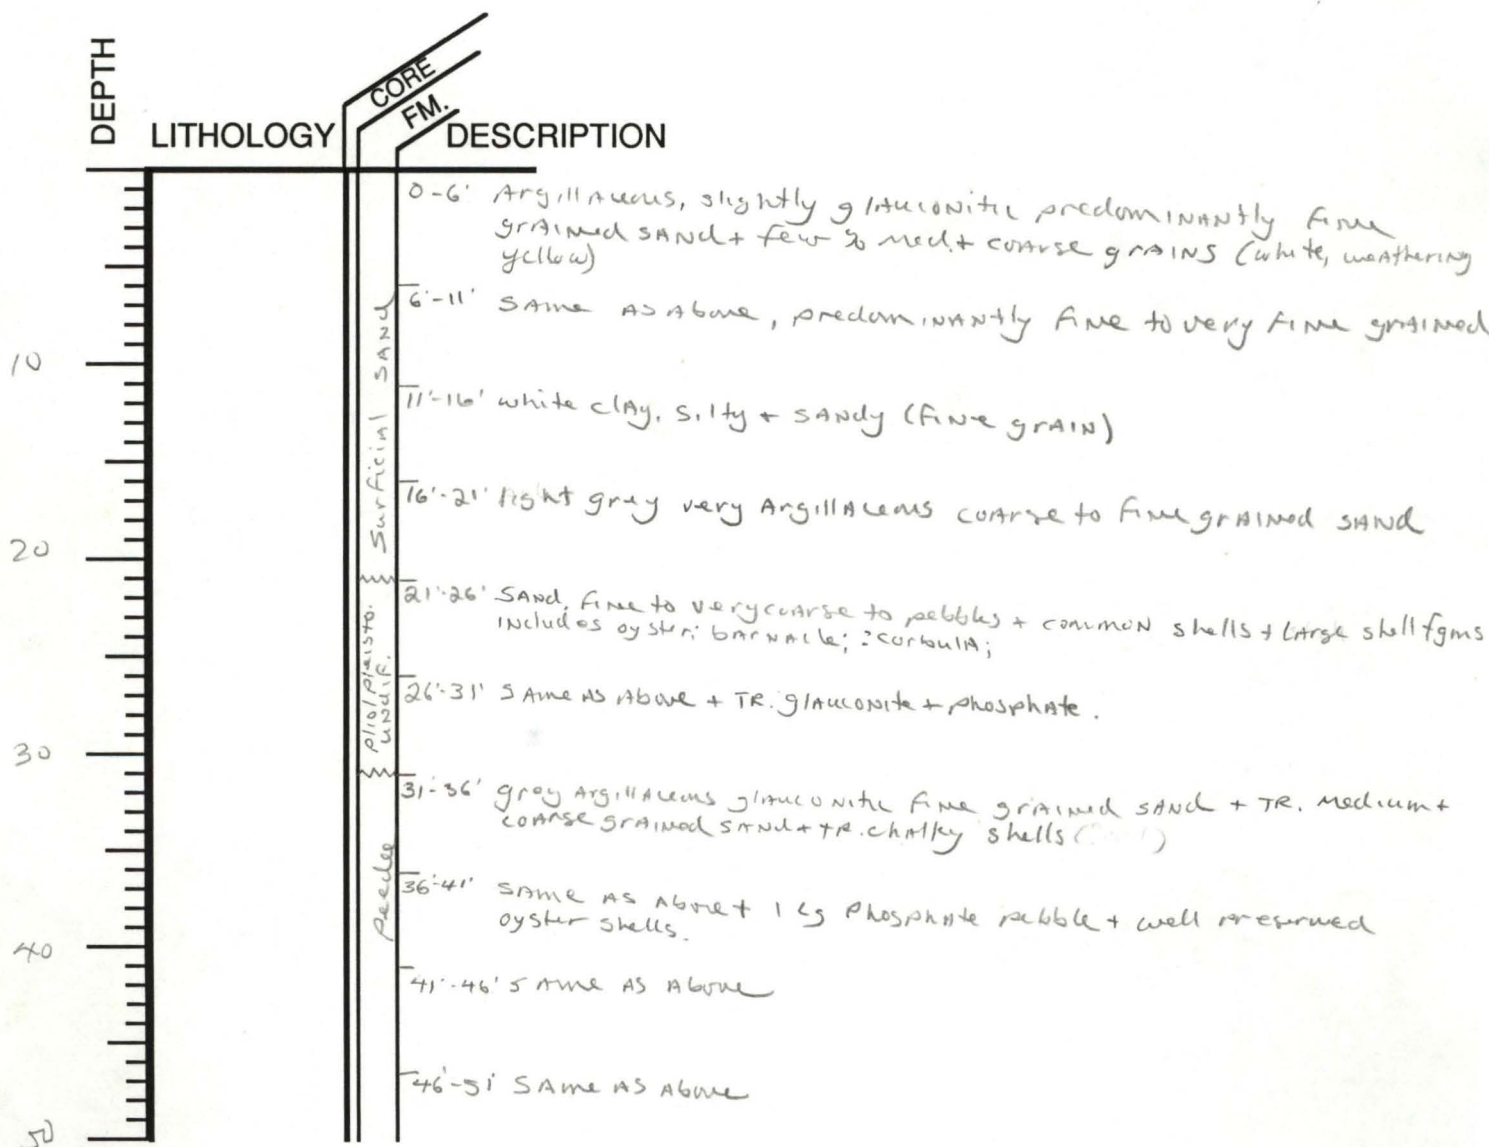 DEPTH
LITHOLOGY
CORE
FM.
DESCRIPTION
0-6' Argillaceous, slightly glauconitic predominantly fine
grained sand + few % med. + coarse grains (white, weathering
yellow)
6'-11' Same as above, predominantly fine to very fine grained
10
11'-16' white clay, silty + sandy (fine grain)
Surficial Sand
16'-21' light gray very Argillaceous coarse to fine grained sand
20
21'-26' Sand, fine to very coarse to pebbles + common shells + large shell fgms
includes oyster; barnacle; ?corbula;
Plio/Pleisto.
undif.
26'-31' Same as above + TR. glauconite + phosphate.
30
31'-36' gray Argillaceous glauconitic fine grained sand + TR. medium +
coarse grained sand + tr. chalky shells
Peedee
36'-41' Same as above + 1 lg phosphate pebble + well preserved
oyster shells.
40
41'-46' Same as above
46'-51' Same as above
50